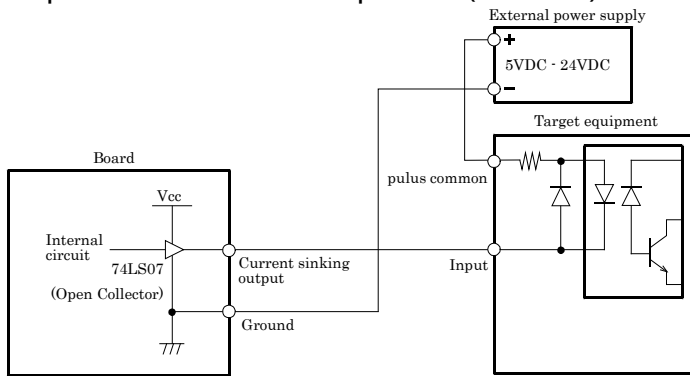 External power supply
+
5VDC - 24VDC
−
Target equipment
Board
pulus common
Vcc
Internal
circuit
74LS07
(Open Collector)
Current sinking
output
Input
Ground